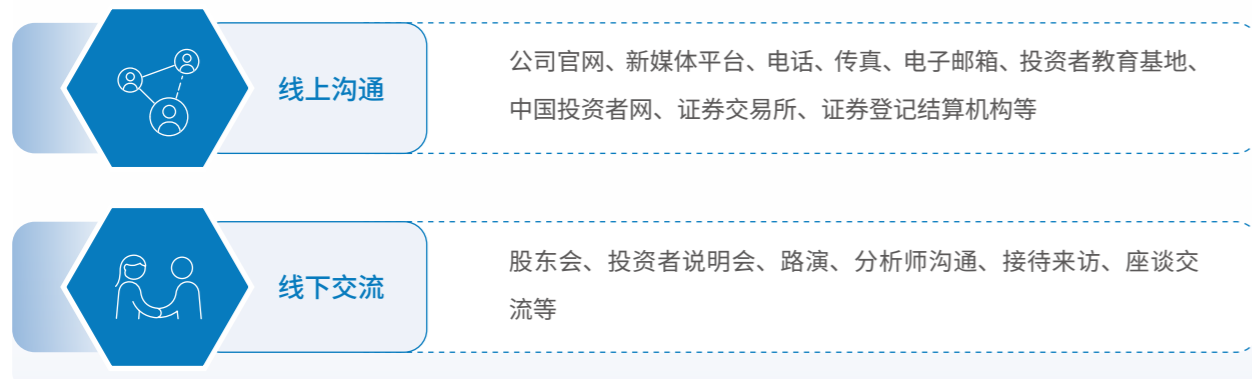 线上沟通
公司官网、新媒体平台、电话、传真、电子邮箱、投资者教育基地、
中国投资者网、证券交易所、证券登记结算机构等
线下交流
股东会、投资者说明会、路演、分析师沟通、接待来访、座谈交
流等